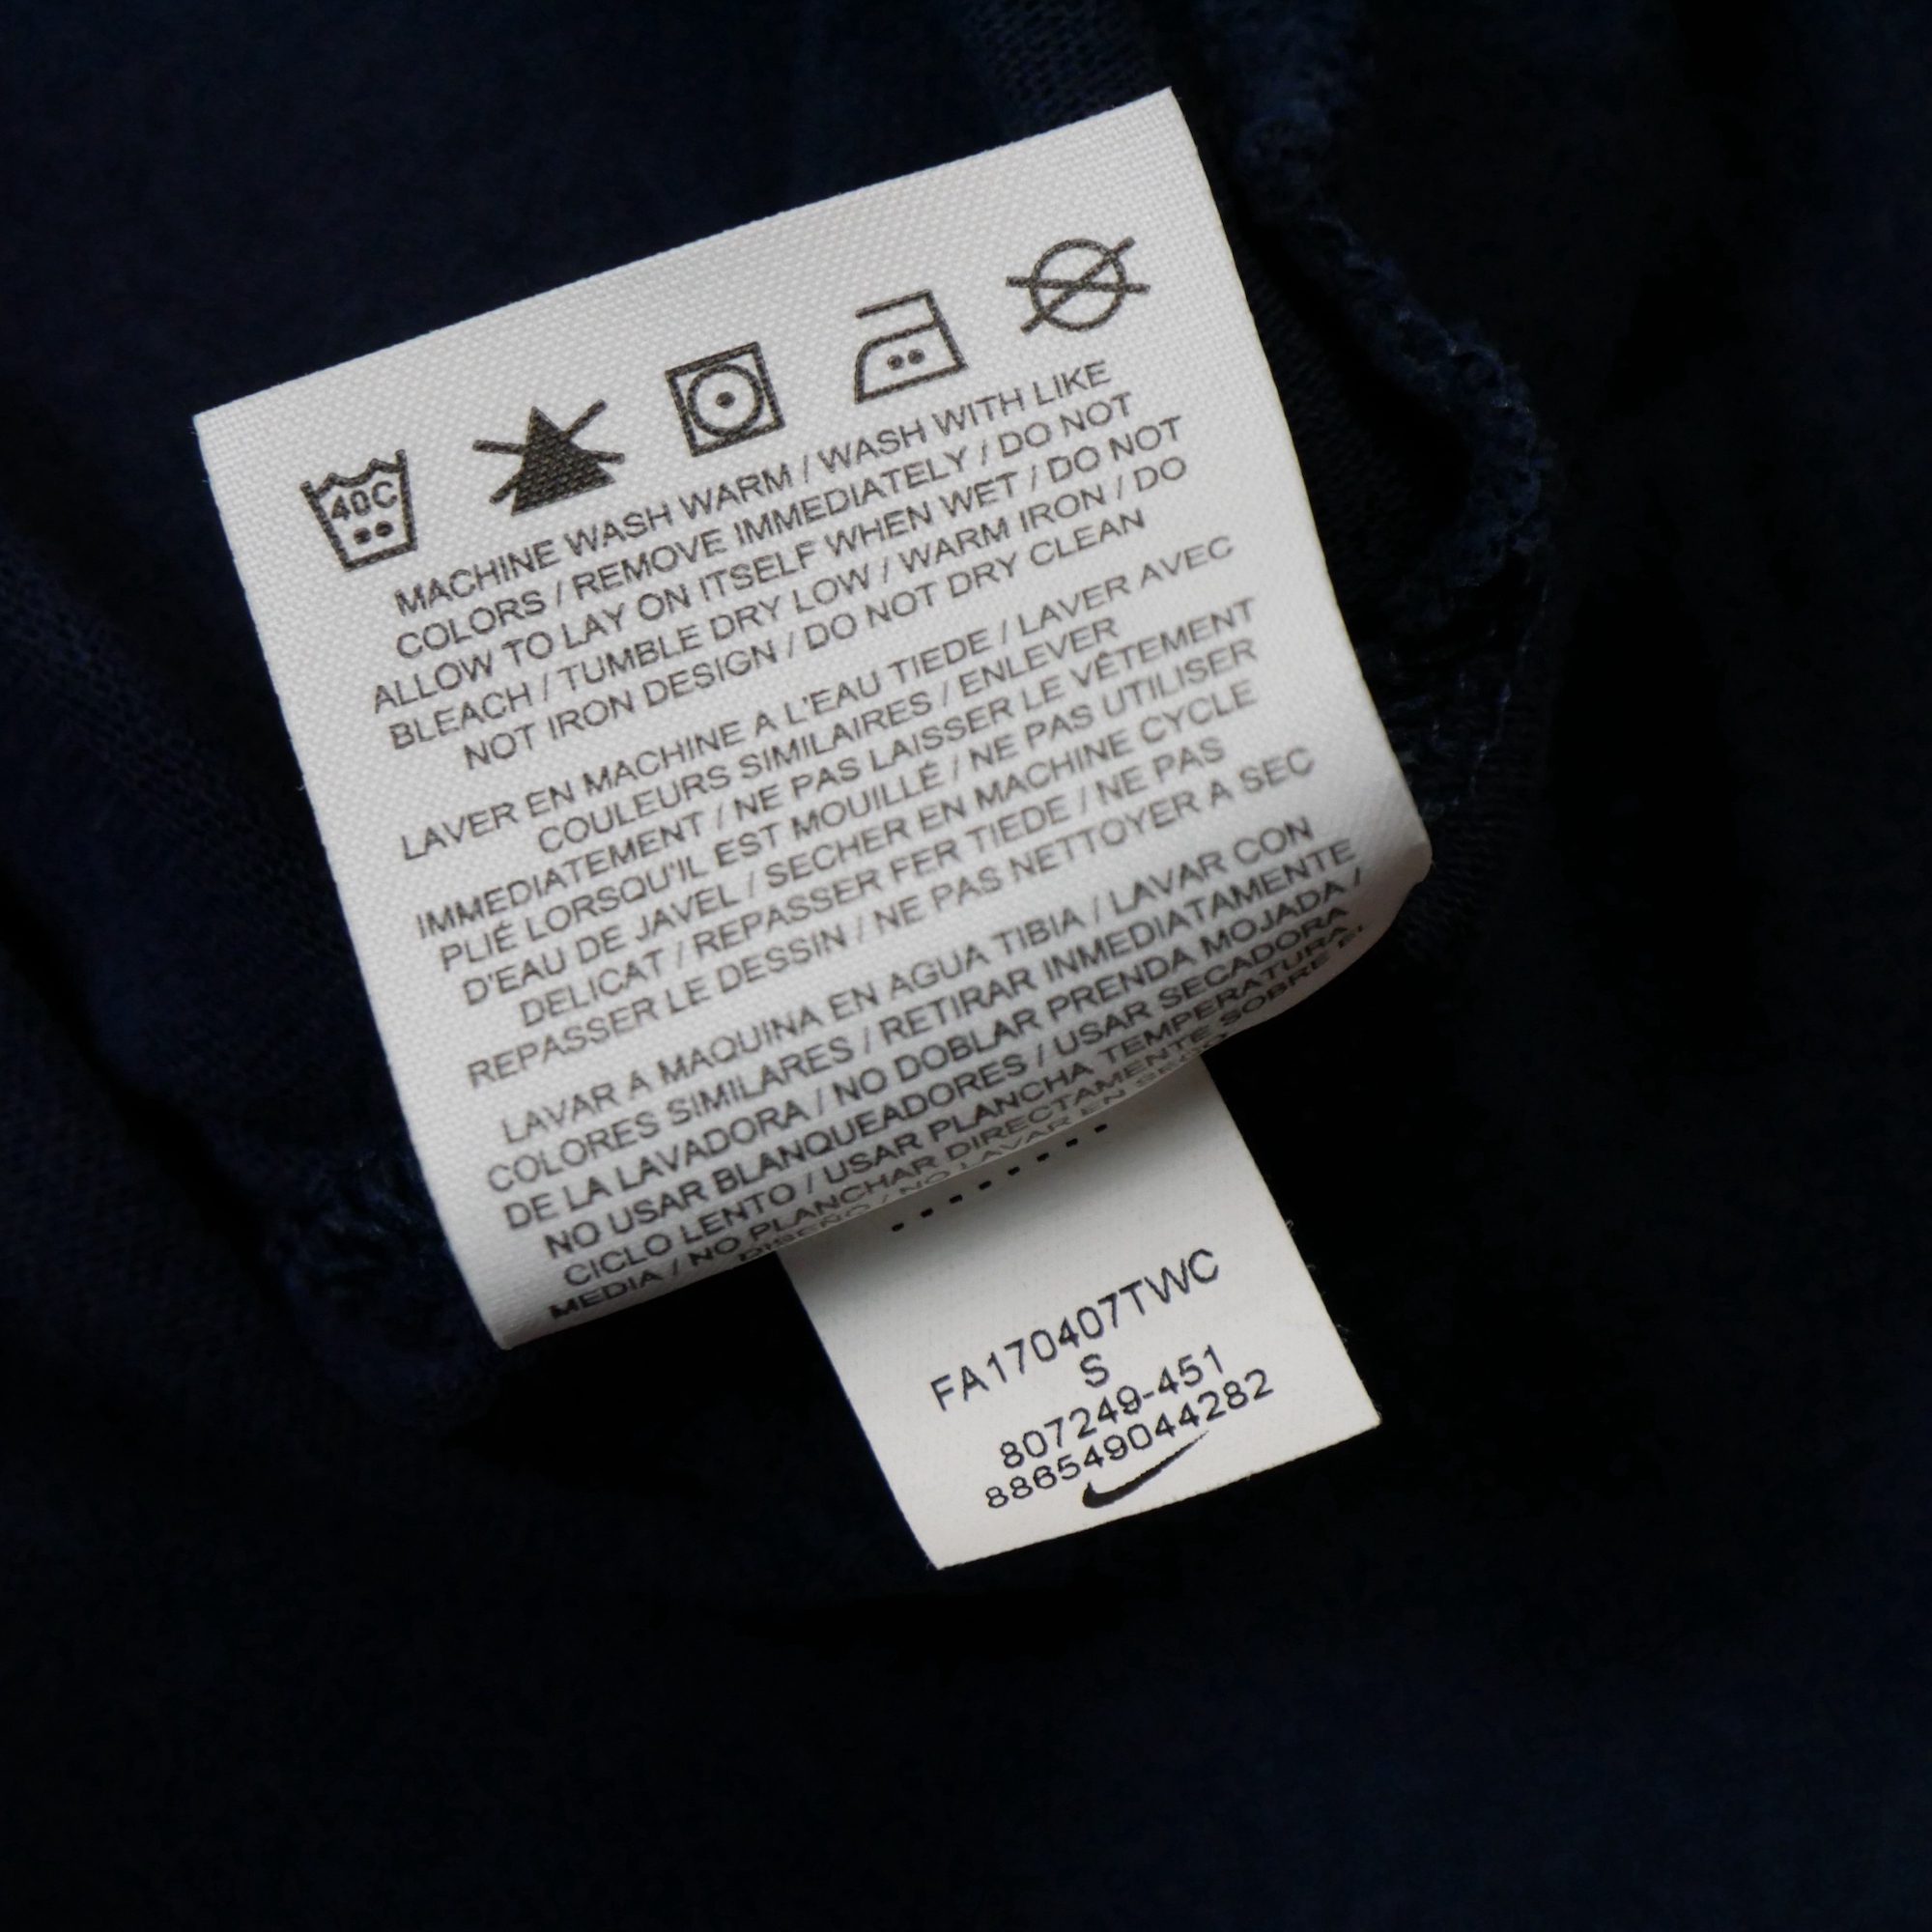 40C
MACHINE WASH WARM / WASH WITH LIKE
COLORS / REMOVE IMMEDIATELY / DO NOT
ALLOW TO LAY ON ITSELF WHEN WET / DO NOT
BLEACH / TUMBLE DRY LOW / WARM IRON / DO
NOT IRON DESIGN / DO NOT DRY CLEAN
LAVER EN MACHINE A L'EAU TIEDE / LAVER AVEC
COULEURS SIMILAIRES / ENLEVER
IMMEDIATEMENT / NE PAS LAISSER LE VÊTEMENT
PLIÉ LORSQU'IL EST MOUILLÉ / NE PAS UTILISER
D'EAU DE JAVEL / SECHER EN MACHINE CYCLE
DELICAT / REPASSER FER TIEDE / NE PAS
REPASSER LE DESSIN / NE PAS NETTOYER A SEC
LAVAR A MAQUINA EN AGUA TIBIA / LAVAR CON
COLORES SIMILARES / RETIRAR INMEDIATAMENTE
DE LA LAVADORA / NO DOBLAR PRENDA MOJADA /
NO USAR BLANQUEADORES / USAR SECADORA
CICLO LENTO / USAR PLANCHA TEMPERATURA
MEDIA / NO PLANCHAR DIRECTAMENTE SOBRE EL
DISEÑO / NO LAVAR EN
FA170407TWC
S
807249-451
886549044282